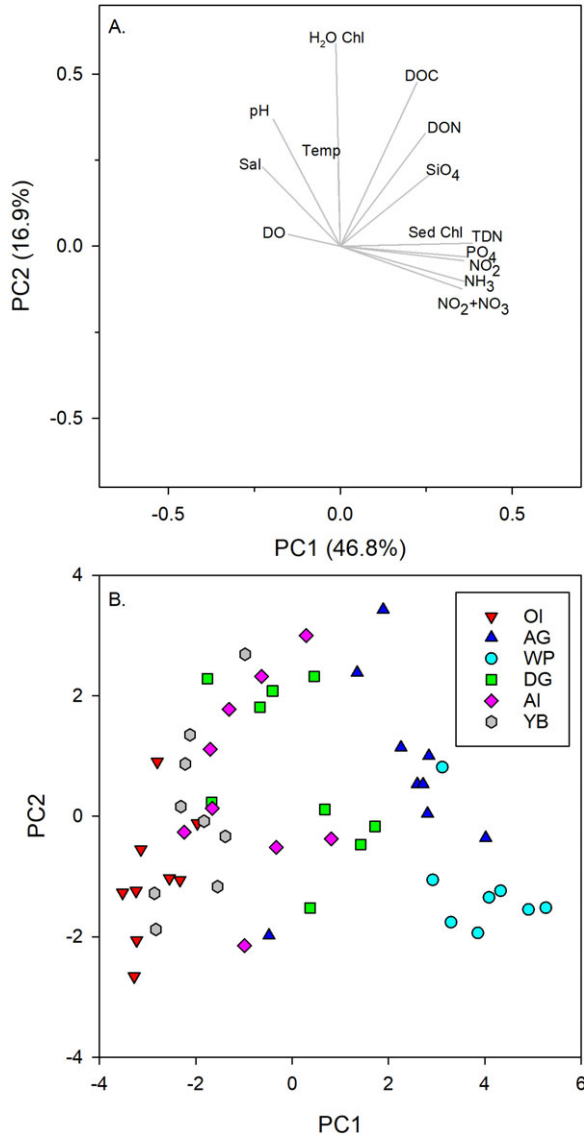 A.
H₂O Chl
DOC
pH
DON
Temp
Sal
SiO₄
DO
Sed Chl
TDN
PO₄
NO₂
NH₃
NO₂+NO₃
0.5
0.0
-0.5
PC2 (16.9%)
-0.5 0.0 0.5
PC1 (46.8%)
B.
OI
AG
WP
DG
AI
YB
4
2
0
-2
-4
PC2
-4 -2 0 2 4 6
PC1